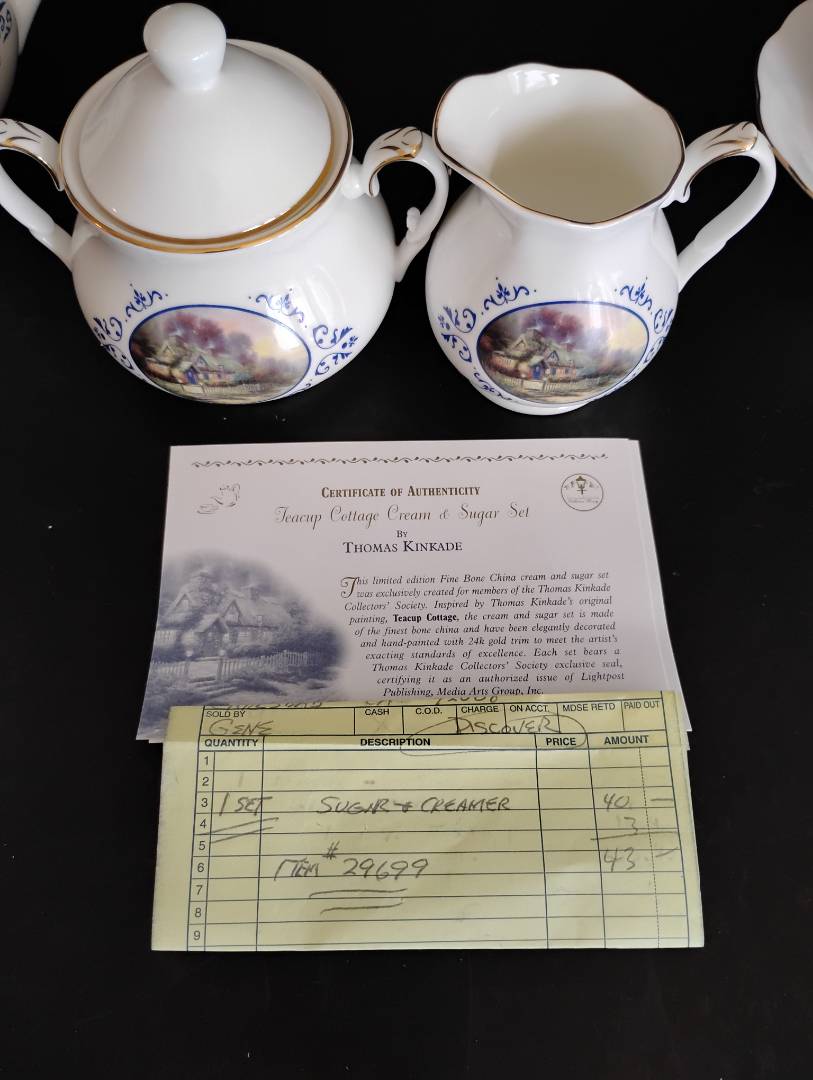 CERTIFICATE OF AUTHENTICITY
Teacup Cottage Cream & Sugar Set
BY
THOMAS KINKADE
This limited edition Fine Bone China cream and sugar set
was exclusively created for members of the Thomas Kinkade
Collectors' Society. Inspired by Thomas Kinkade's original
painting, Teacup Cottage, the cream and sugar set is made
of the finest bone china and have been elegantly decorated
and hand-painted with 24k gold trim to meet the artist's
exacting standards of excellence. Each set bears a
Thomas Kinkade Collectors' Society exclusive seal,
certifying it as an authorized issue of Lightpost
Publishing, Media Arts Group, Inc.
SOLD BY CASH C.O.D. CHARGE ON ACCT. MDSE RETD PAID OUT
GENE DISCOVER
QUANTITY DESCRIPTION PRICE AMOUNT
1
2
3 1 SET SUGAR & CREAMER 40 —
4 3
5
6 ITEM # 29699 43 —
7
8
9